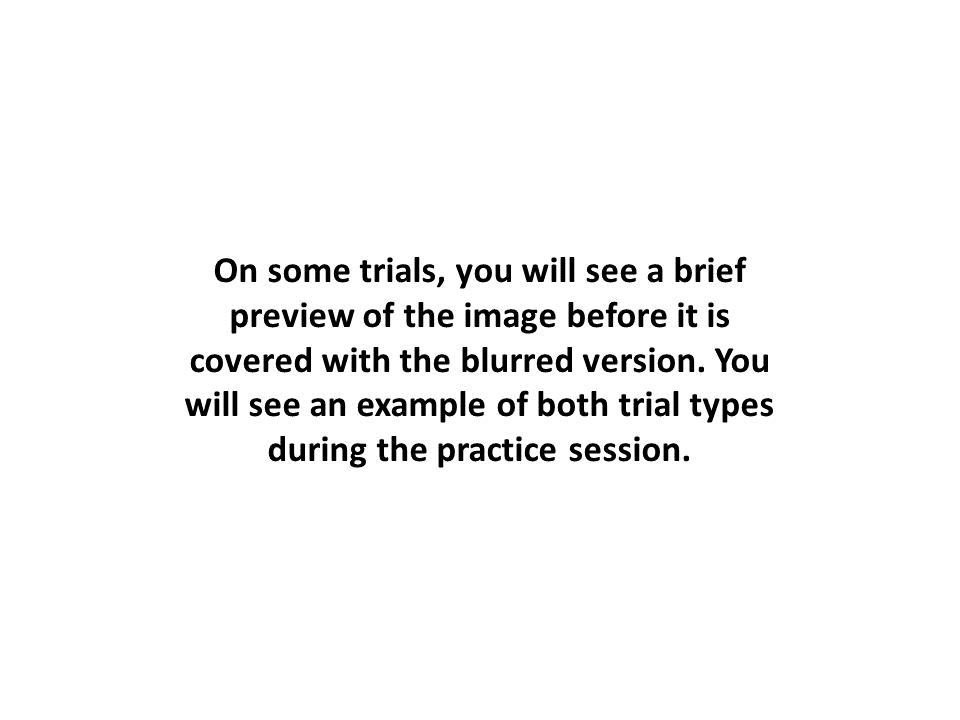 On some trials, you will see a brief
preview of the image before it is
covered with the blurred version. You
will see an example of both trial types
during the practice session.